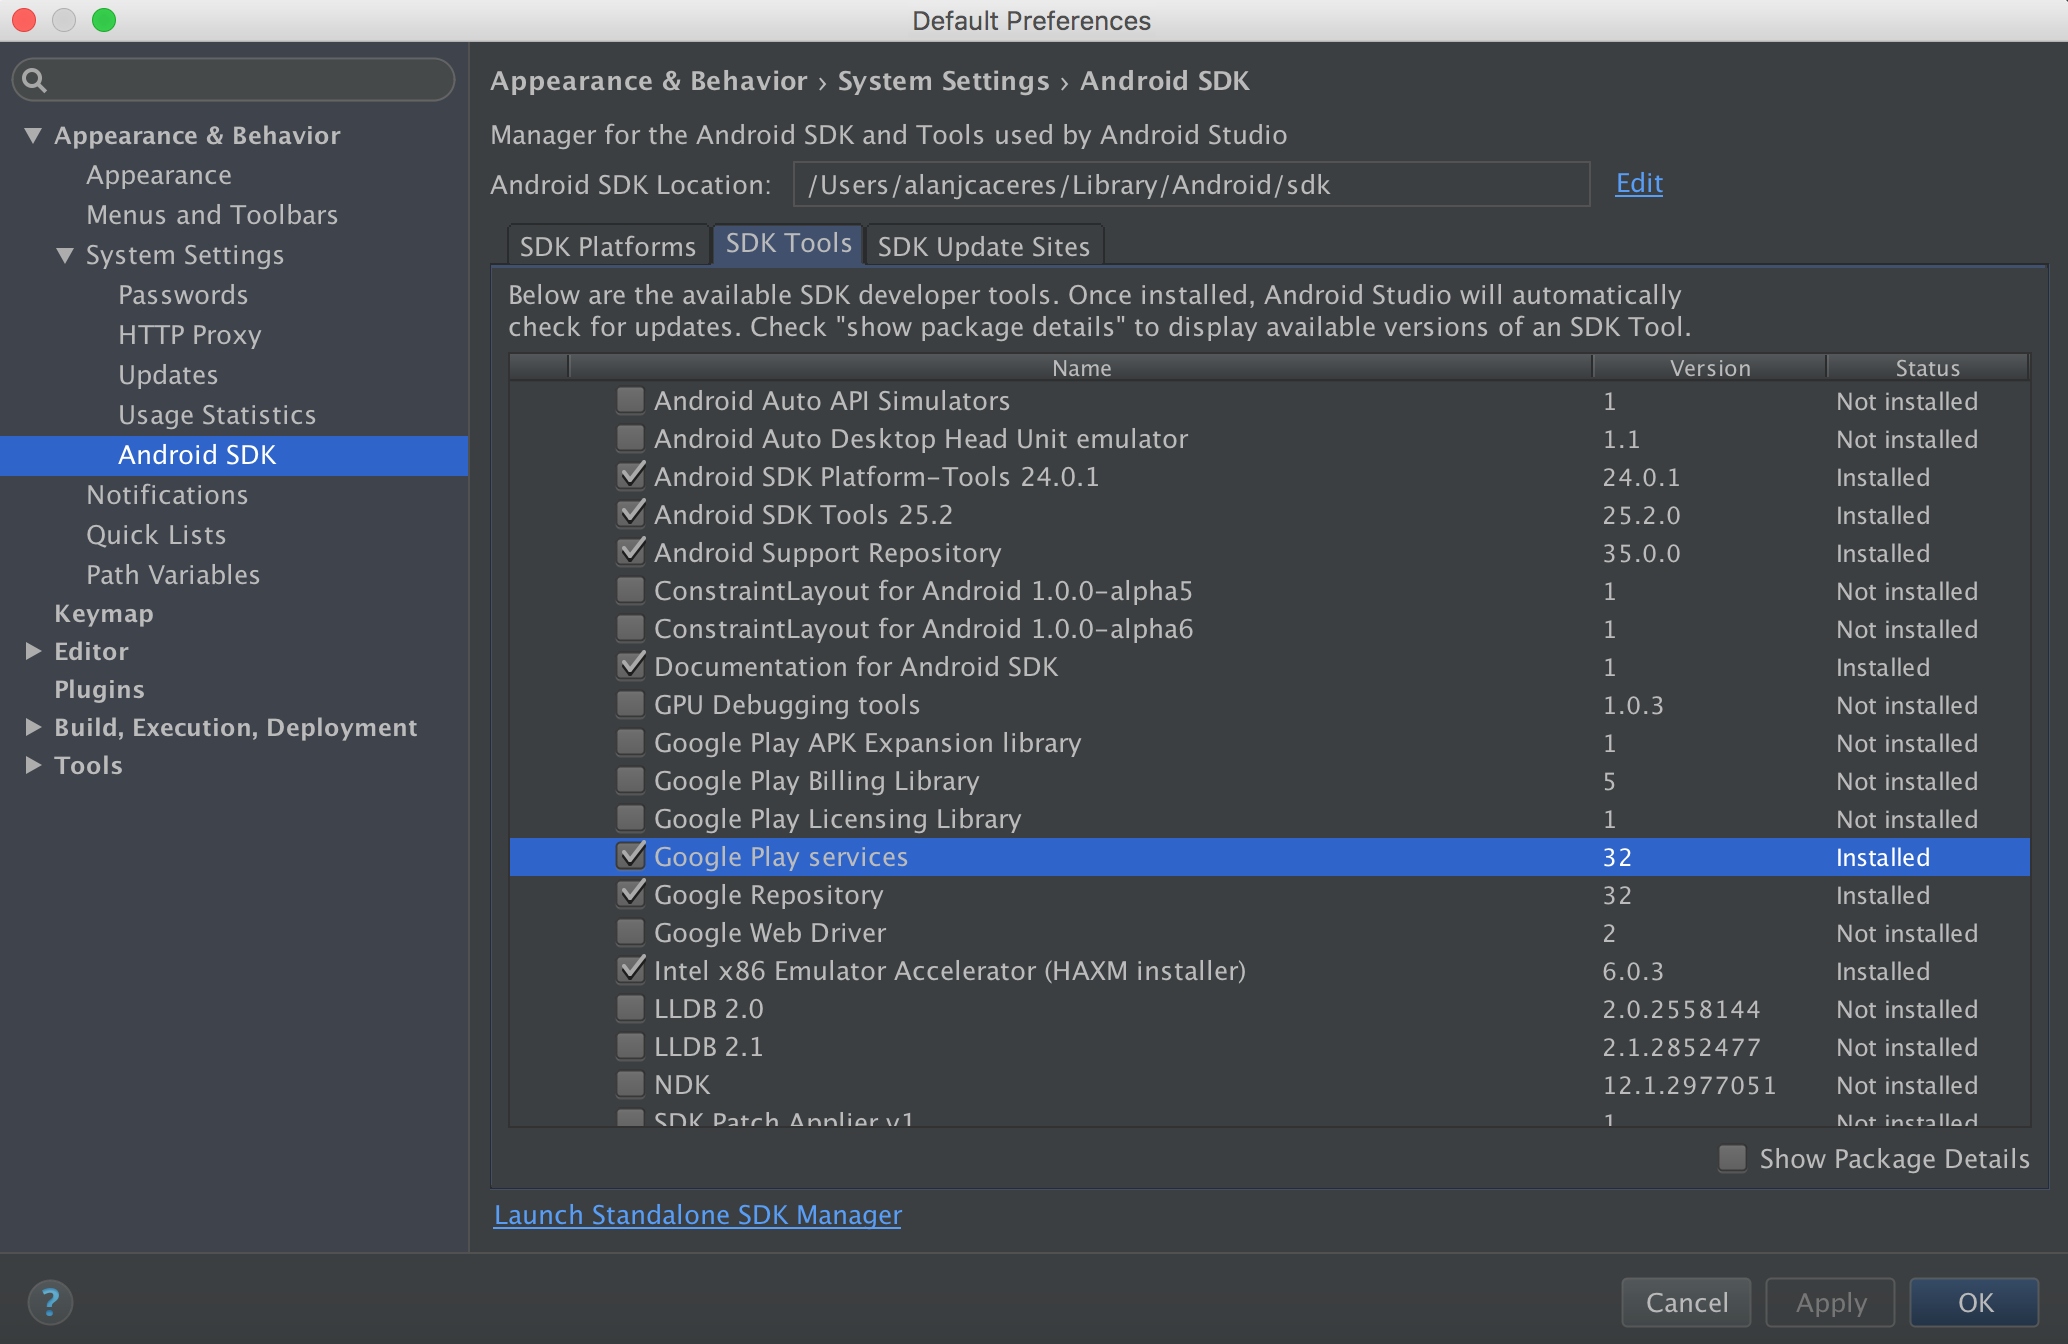 Default Preferences
Appearance & Behavior
Appearance
Menus and Toolbars
System Settings
Passwords
HTTP Proxy
Updates
Usage Statistics
Android SDK
Notifications
Quick Lists
Path Variables
Keymap
Editor
Plugins
Build, Execution, Deployment
Tools
Appearance & Behavior › System Settings › Android SDK
Manager for the Android SDK and Tools used by Android Studio
Android SDK Location: /Users/alanjcaceres/Library/Android/sdk Edit
SDK Platforms SDK Tools SDK Update Sites
Below are the available SDK developer tools. Once installed, Android Studio will automatically
check for updates. Check "show package details" to display available versions of an SDK Tool.
Name Version Status
Android Auto API Simulators 1 Not installed
Android Auto Desktop Head Unit emulator 1.1 Not installed
Android SDK Platform-Tools 24.0.1 24.0.1 Installed
Android SDK Tools 25.2 25.2.0 Installed
Android Support Repository 35.0.0 Installed
ConstraintLayout for Android 1.0.0-alpha5 1 Not installed
ConstraintLayout for Android 1.0.0-alpha6 1 Not installed
Documentation for Android SDK 1 Installed
GPU Debugging tools 1.0.3 Not installed
Google Play APK Expansion library 1 Not installed
Google Play Billing Library 5 Not installed
Google Play Licensing Library 1 Not installed
Google Play services 32 Installed
Google Repository 32 Installed
Google Web Driver 2 Not installed
Intel x86 Emulator Accelerator (HAXM installer) 6.0.3 Installed
LLDB 2.0 2.0.2558144 Not installed
LLDB 2.1 2.1.2852477 Not installed
NDK 12.1.2977051 Not installed
SDK Patch Applier v1 1 Not installed
Show Package Details
Launch Standalone SDK Manager
? Cancel Apply OK